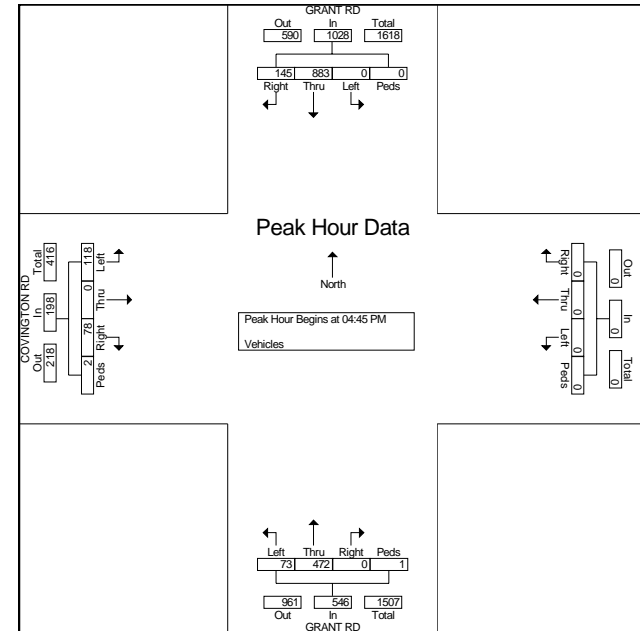 GRANT RD
Out In Total
590 1028 1618
145 883 0 0
Right Thru Left Peds
Peak Hour Data
North
Peak Hour Begins at 04:45 PM
Vehicles
COVINGTON RD
Out In Total
218 198 416
2 78 0 118
Peds Right Thru Left
Right Thru Left Peds
0 0 0 0
Out In Total
0 0 0
Left Thru Right Peds
73 472 0 1
961 546 1507
Out In Total
GRANT RD